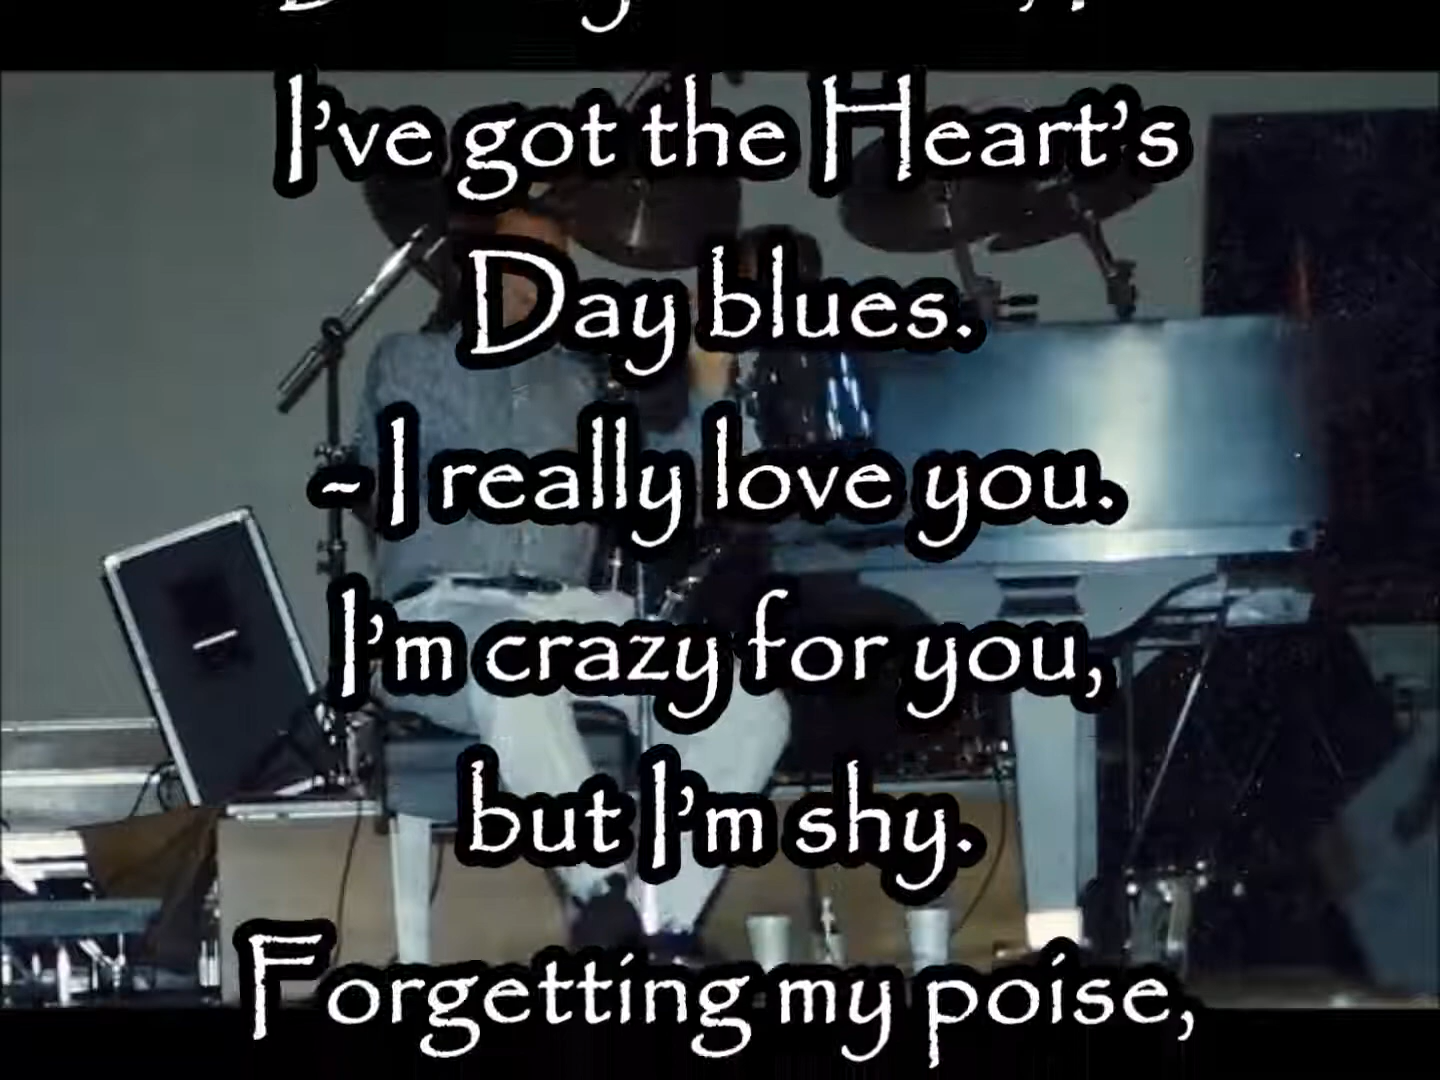 I've got the Heart's
Day blues.
~ I really love you.
I'm crazy for you,
but I'm shy.
Forgetting my poise,